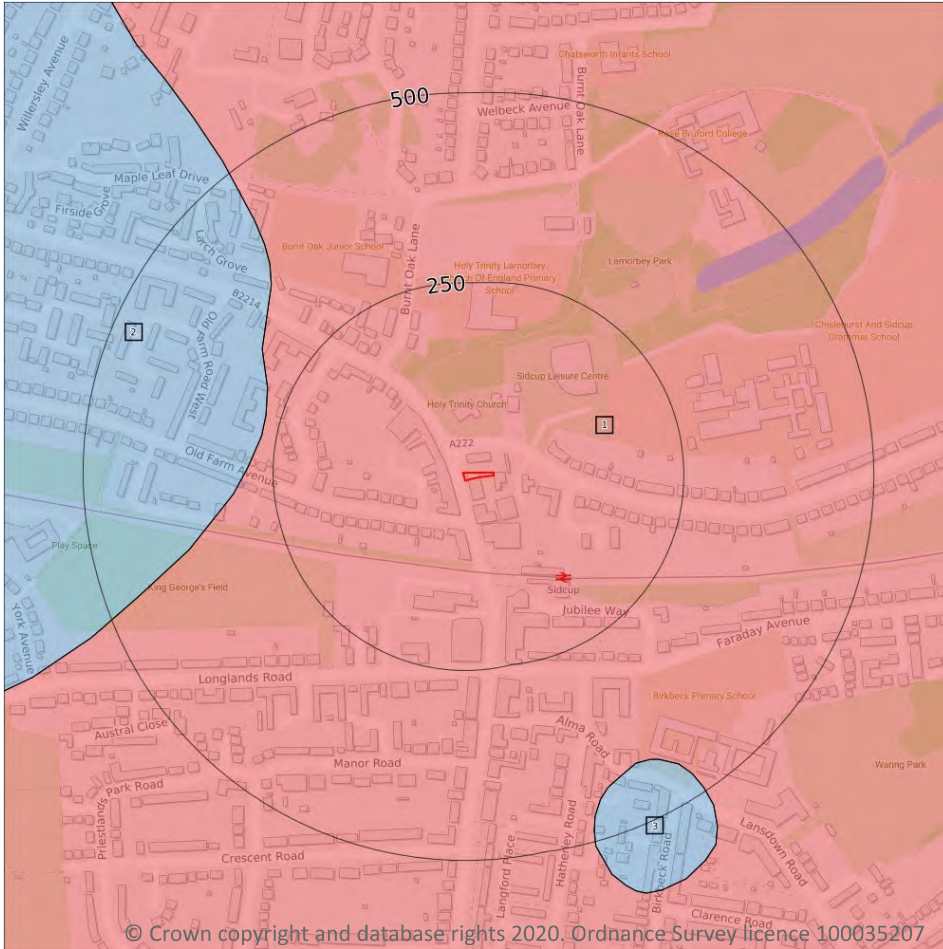 Chatsworth Infants School
Willersley Avenue
500
Welbeck Avenue
Burnt Oak Lane
Rose Bruford College
Maple Leaf Drive
Firside Grove
Larch Grove
Burnt Oak Junior School
Burnt Oak Lane
Lamorbey Park
Holy Trinity Lamorbey
Of England Primary
School
250
B2214
Old Farm Road West
2
Chislehurst And Sidcup
Grammar School
Sidcup Leisure Centre
Holy Trinity Church
1
A222
Old Farm Avenue
Play Space
King George's Field
Sidcup
Jubilee Way
York Avenue
Faraday Avenue
Longlands Road
Birkbeck Primary School
Austral Close
Alma Road
Manor Road
Waring Park
Park Road
Priestlands
Hatherley Road
3
Langford Place
Birkbeck Road
Lansdown Road
Crescent Road
Clarence Road
© Crown copyright and database rights 2020. Ordnance Survey licence 100035207